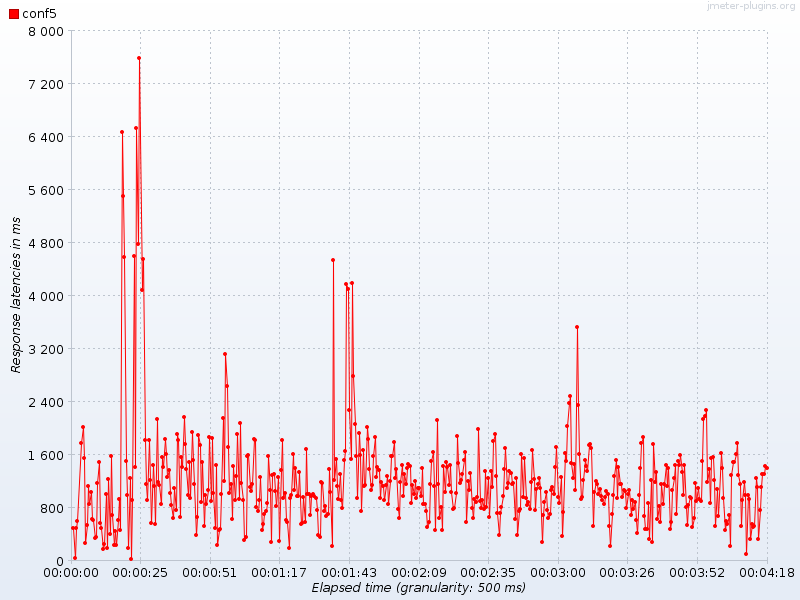 jmeter-plugins.org
conf5
8 000
7 200
6 400
5 600
4 800
4 000
3 200
2 400
1 600
800
0
Response latencies in ms
00:00:00 00:00:25 00:00:51 00:01:17 00:01:43 00:02:09 00:02:35 00:03:00 00:03:26 00:03:52 00:04:18
Elapsed time (granularity: 500 ms)